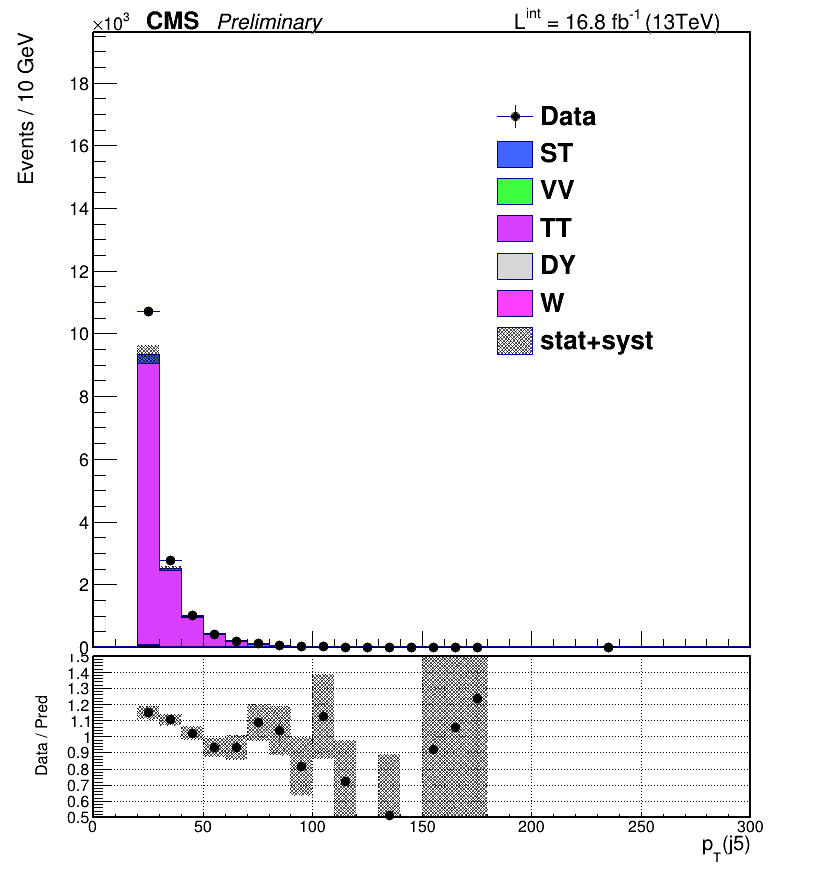 ×10³ CMS Preliminary L^int = 16.8 fb⁻¹ (13TeV)
Events / 10 GeV
18
16
14
12
10
8
6
4
2
0
Data
ST
VV
TT
DY
W
stat+syst
Data / Pred
1.5
1.4
1.3
1.2
1.1
1
0.9
0.8
0.7
0.6
0.5
0 50 100 150 200 250 300
p_T(j5)